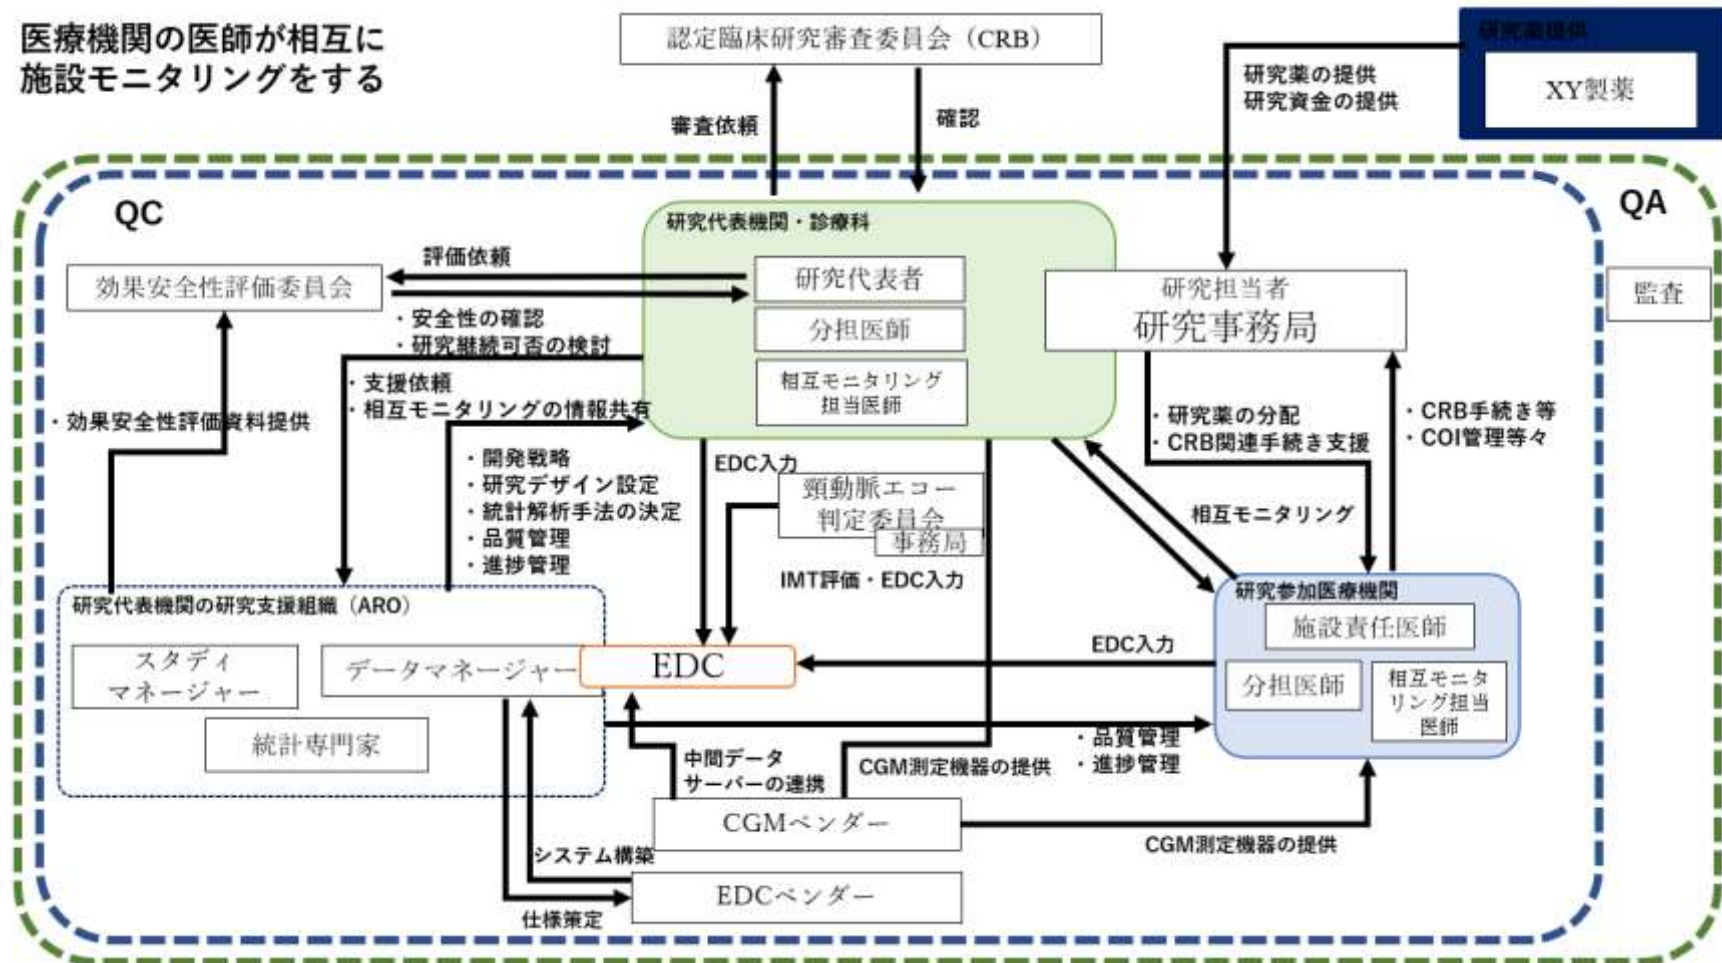 医療機関の医師が相互に
施設モニタリングをする
認定臨床研究審査委員会（CRB）
研究薬提供
XY製薬
研究薬の提供
研究資金の提供
審査依頼
確認
QC
QA
研究代表機関・診療科
研究代表者
分担医師
相互モニタリング
担当医師
評価依頼
効果安全性評価委員会
・安全性の確認
・研究継続可否の検討
研究担当者
研究事務局
監査
・支援依頼
・相互モニタリングの情報共有
・効果安全性評価資料提供
・研究薬の分配
・CRB関連手続き支援
・CRB手続き等
・COI管理等々
・開発戦略
・研究デザイン設定
・統計解析手法の決定
・品質管理
・進捗管理
EDC入力
頸動脈エコー
判定委員会
事務局
IMT評価・EDC入力
相互モニタリング
研究代表機関の研究支援組織（ARO）
スタディ
マネージャー
データマネージャー
統計専門家
EDC
EDC入力
研究参加医療機関
施設責任医師
分担医師
相互モニタ
リング担当
医師
・品質管理
・進捗管理
中間データ
サーバーの連携
CGM測定機器の提供
CGMベンダー
CGM測定機器の提供
システム構築
EDCベンダー
仕様策定